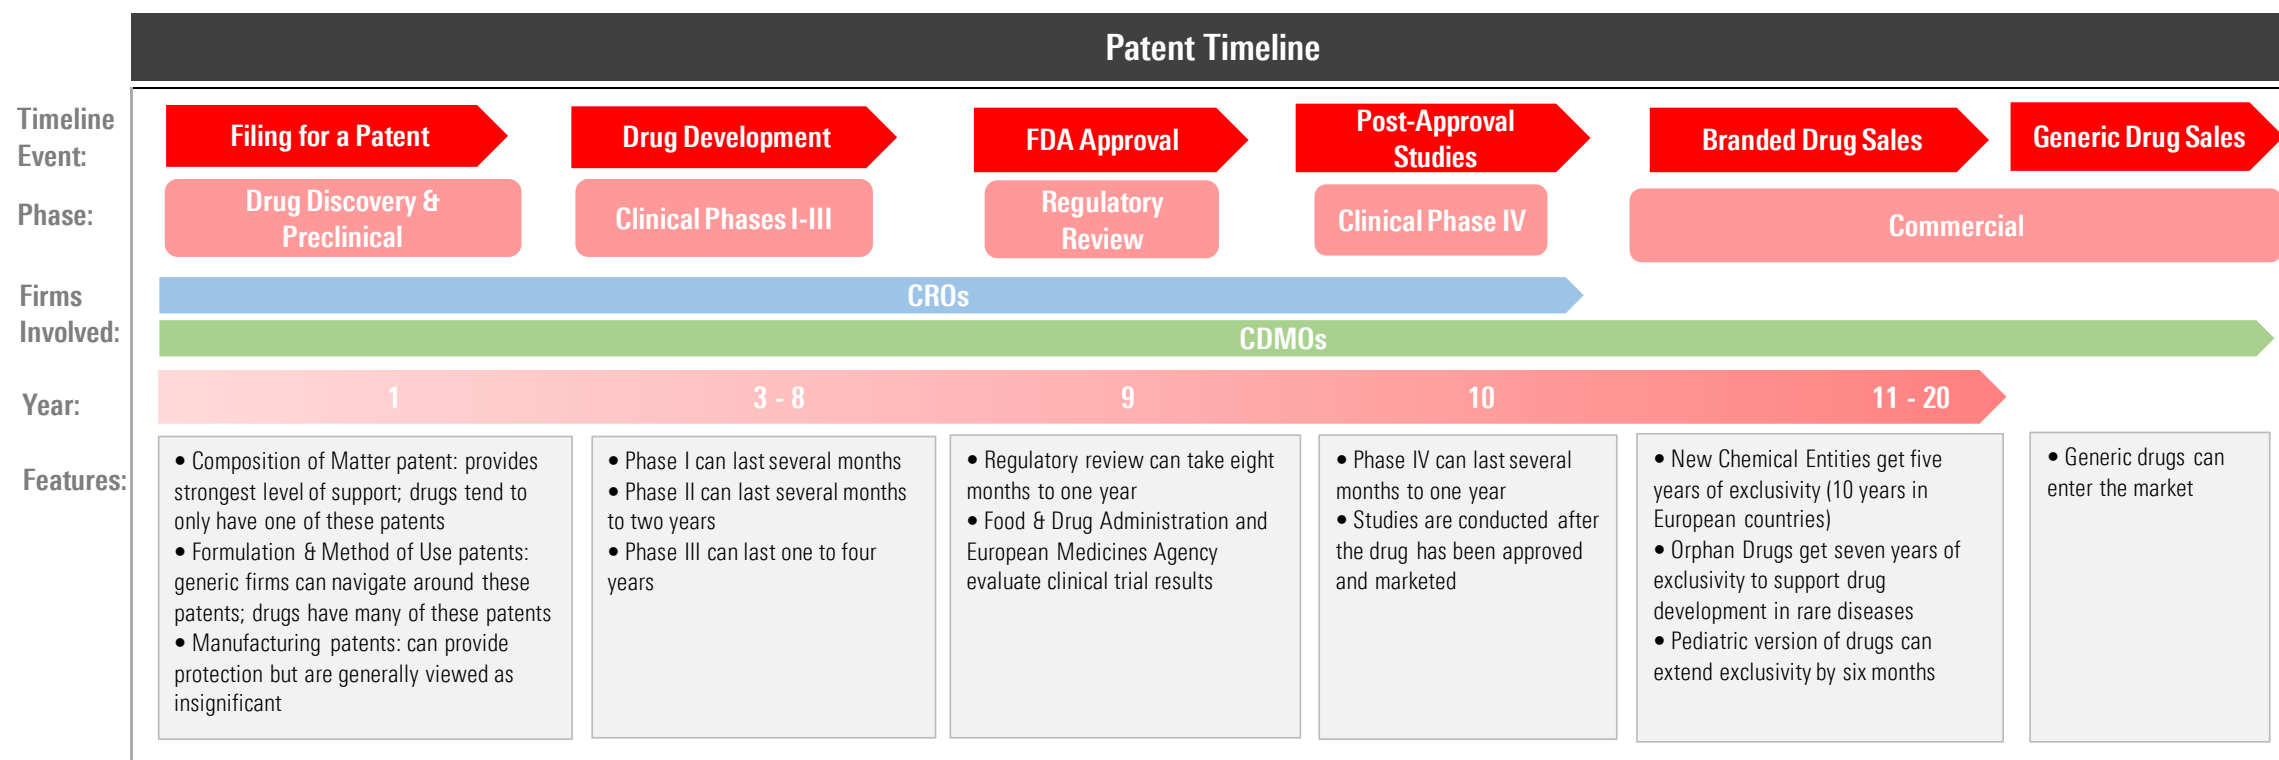 Patent Timeline
Timeline
Event:
Filing for a Patent
Drug Development
FDA Approval
Post-Approval
Studies
Branded Drug Sales
Generic Drug Sales
Phase:
Drug Discovery &
Preclinical
Clinical Phases I-III
Regulatory
Review
Clinical Phase IV
Commercial
Firms
Involved:
CROs
CDMOs
Year:
1
3 - 8
9
10
11 - 20
Features:
• Composition of Matter patent: provides
strongest level of support; drugs tend to
only have one of these patents
• Formulation & Method of Use patents:
generic firms can navigate around these
patents; drugs have many of these patents
• Manufacturing patents: can provide
protection but are generally viewed as
insignificant
• Phase I can last several months
• Phase II can last several months
to two years
• Phase III can last one to four
years
• Regulatory review can take eight
months to one year
• Food & Drug Administration and
European Medicines Agency
evaluate clinical trial results
• Phase IV can last several
months to one year
• Studies are conducted after
the drug has been approved
and marketed
• New Chemical Entities get five
years of exclusivity (10 years in
European countries)
• Orphan Drugs get seven years of
exclusivity to support drug
development in rare diseases
• Pediatric version of drugs can
extend exclusivity by six months
• Generic drugs can
enter the market